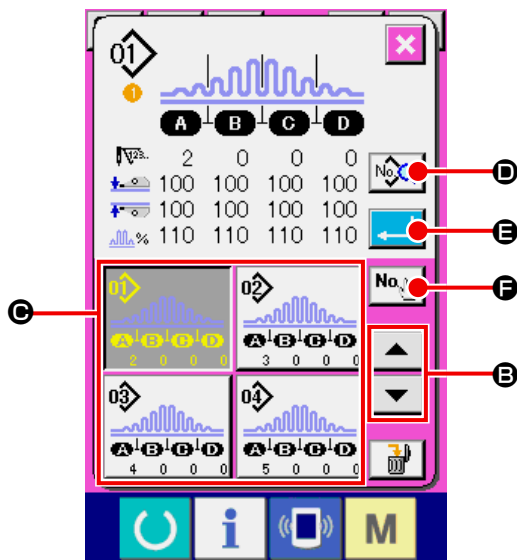 01
1
A B C D
N123.. 2 0 0 0
No. D
100 100 100 100
E
100 100 100 100
% 110 110 110 110
C
01 02 No. F
A B C D A B C D
2 0 0 0 3 0 0 0
B
03 04
A B C D A B C D
4 0 0 0 5 0 0 0
i M